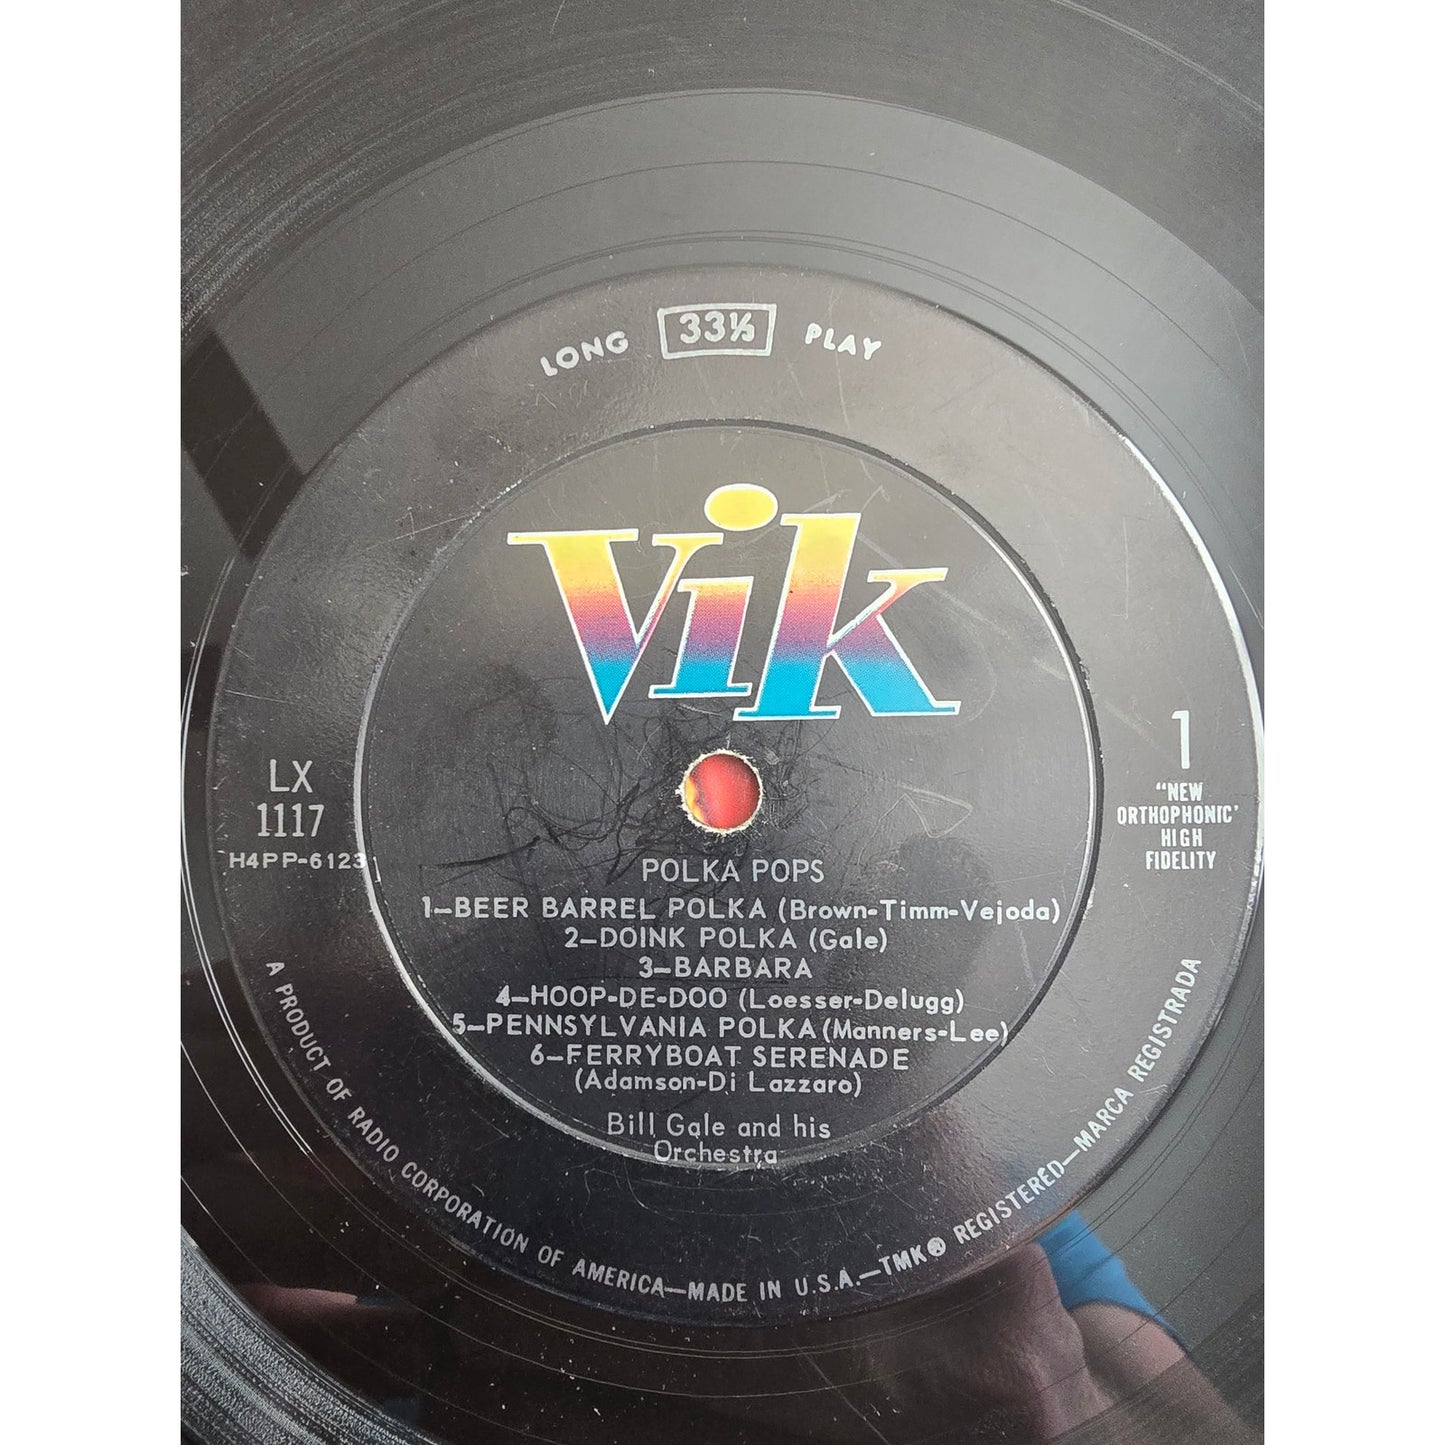 LONG 33⅓ PLAY
Vik
LX
1117
H4PP-6123
1
"NEW
ORTHOPHONIC'
HIGH
FIDELITY
POLKA POPS
1—BEER BARREL POLKA (Brown-Timm-Vejoda)
2—DOINK POLKA (Gale)
3—BARBARA
4—HOOP-DE-DOO (Loesser-Delugg)
5—PENNSYLVANIA POLKA (Manners-Lee)
6—FERRYBOAT SERENADE
(Adamson-Di Lazzaro)
Bill Gale and his
Orchestra
A PRODUCT OF RADIO CORPORATION OF AMERICA—MADE IN U.S.A.—TMK ® REGISTERED—MARCA REGISTRADA